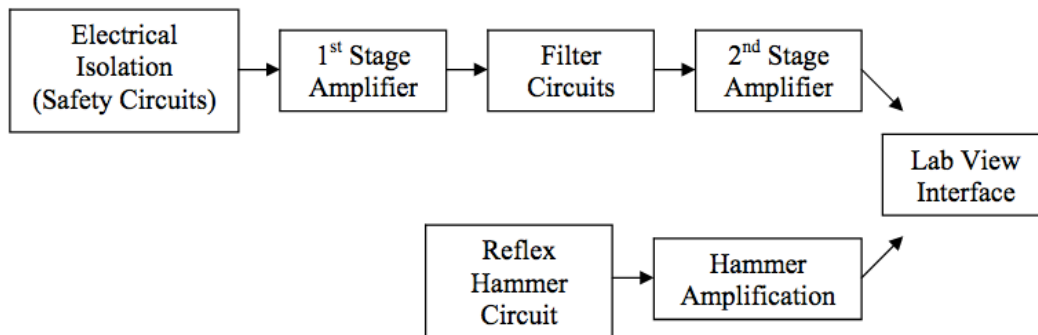 Electrical
Isolation
(Safety Circuits)
1st Stage
Amplifier
Filter
Circuits
2nd Stage
Amplifier
Lab View
Interface
Reflex
Hammer
Circuit
Hammer
Amplification